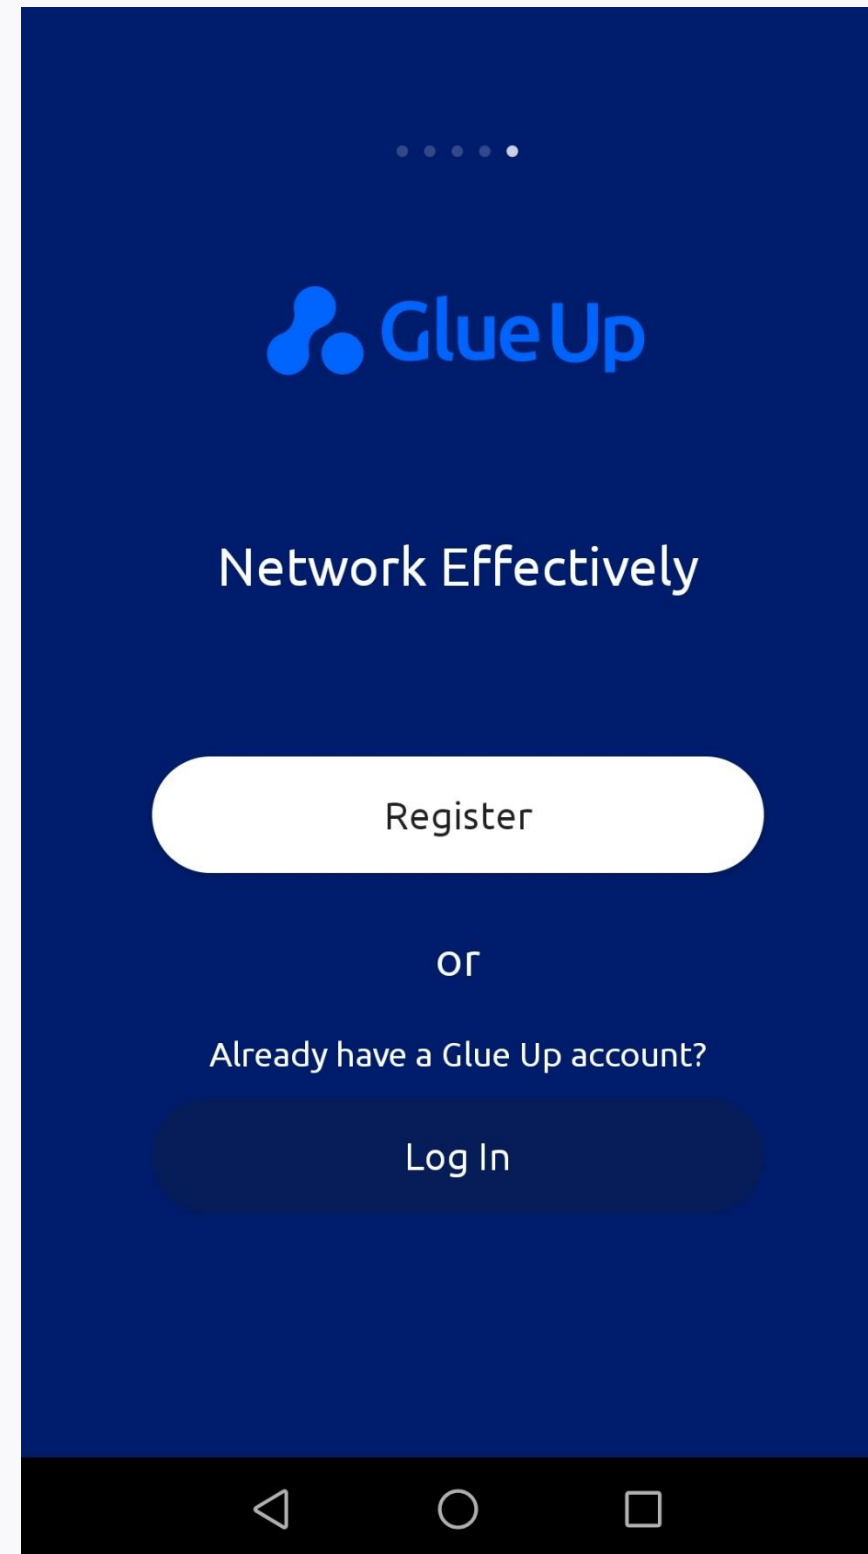 Glue Up
Network Effectively
Register
or
Already have a Glue Up account?
Log In